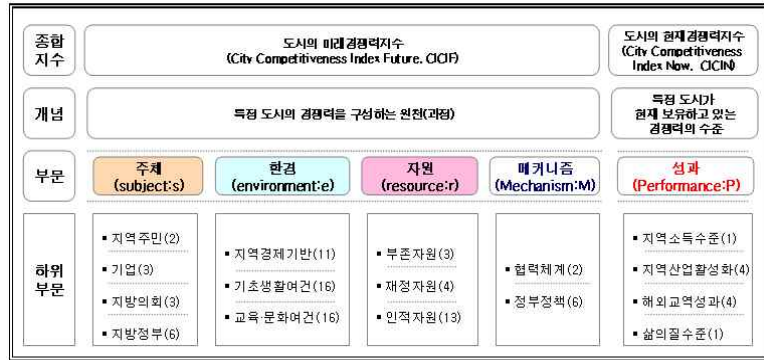 종합
지수
도시의 미래경쟁력지수
(City Competitiveness Index Future, CICIF)
도시의 현재경쟁력지수
(City Competitiveness
Index Now, CICIN)
개념
특정 도시의 경쟁력을 구성하는 원천(과정)
특정 도시가
현재 보유하고 있는
경쟁력의 수준
부문
주체
(subject:s)
환경
(environment:e)
자원
(resource:r)
메커니즘
(Mechanism:M)
성과
(Performance:P)
하위
부문
▪ 지역주민(2)
▪ 기업(3)
▪ 지방의회(3)
▪ 지방정부(6)
▪ 지역경제기반(11)
▪ 기초생활여건(16)
▪ 교육·문화여건(16)
▪ 부존자원(3)
▪ 재정자원(4)
▪ 인적자원(13)
▪ 협력체계(2)
▪ 정부정책(6)
▪ 지역소득수준(1)
▪ 지역산업활성화(4)
▪ 해외교역성과(4)
▪ 삶의질수준(1)